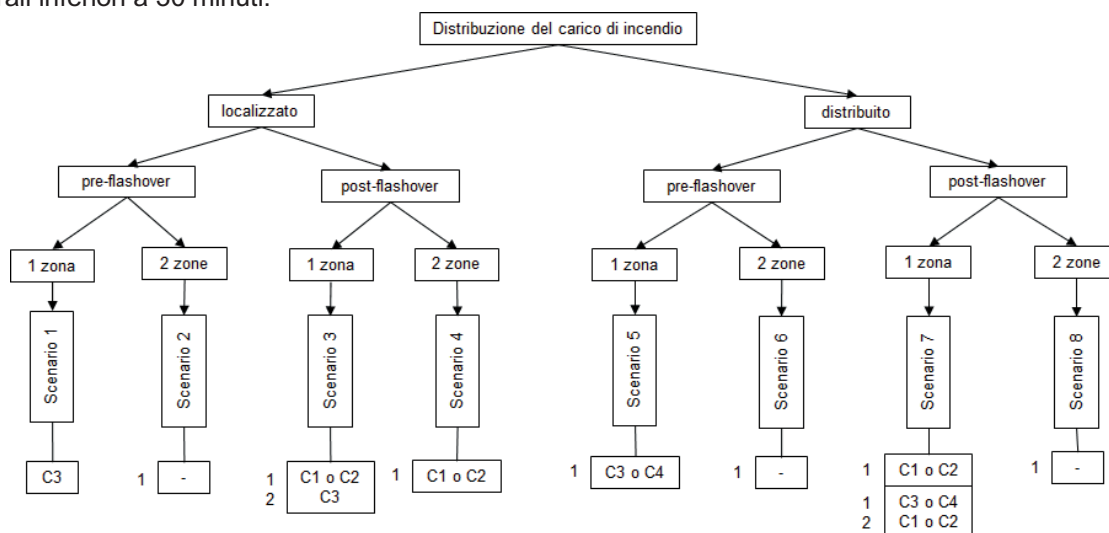 inferiori a 30 minuti.
Distribuzione del carico di incendio
localizzato
distribuito
pre-flashover
post-flashover
pre-flashover
post-flashover
1 zona
2 zone
1 zona
2 zone
1 zona
2 zone
1 zona
2 zone
Scenario 1
Scenario 2
Scenario 3
Scenario 4
Scenario 5
Scenario 6
Scenario 7
Scenario 8
C3
1 -
1 C1 o C2
2 C3
1 C1 o C2
1 C3 o C4
1 -
1 C1 o C2
1 C3 o C4
2 C1 o C2
1 -